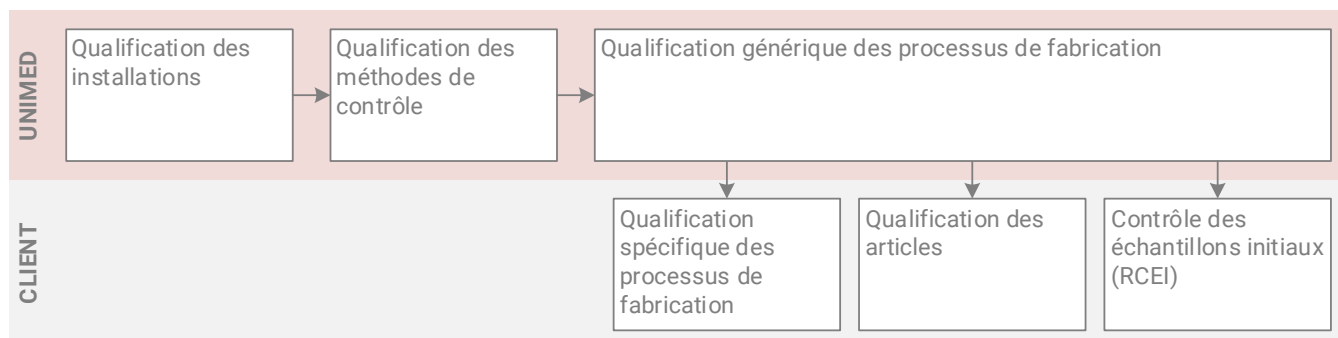 UNIMED
Qualification des
installations
Qualification des
méthodes de
contrôle
Qualification générique des processus de fabrication
CLIENT
Qualification
spécifique des
processus de
fabrication
Qualification des
articles
Contrôle des
échantillons initiaux
(RCEI)